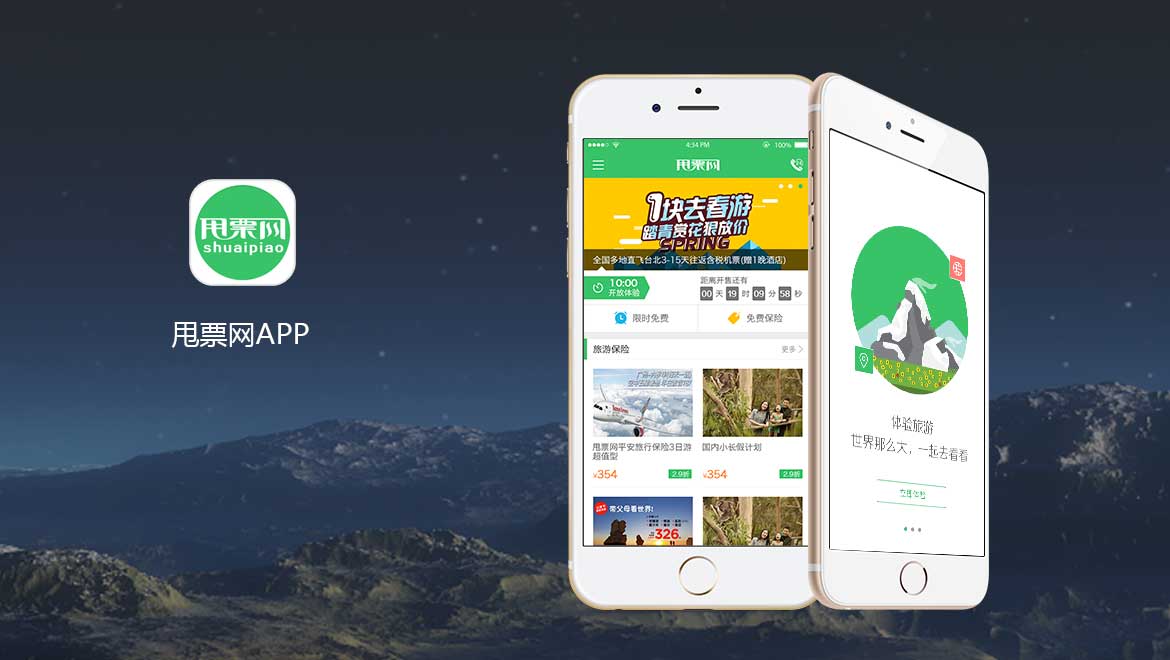 甩票网
shuaipiao
甩票网APP
4:34 PM
100%
甩票网
1块去春游
踏青赏花狠放价
SPRING
全国多地直飞台北3-15天往返含税机票(赠1晚酒店)
10:00
开放体验
距离开售还有
00 天 19 时 09 分 58 秒
限时免费
免费保险
旅游保险
更多
甩票网平安旅行保险3日游
超值型
¥354
2.9折
国内小长假计划
¥354
2.9折
带父母看世界!
326
体验旅游
世界那么大，一起去看看
立即体验